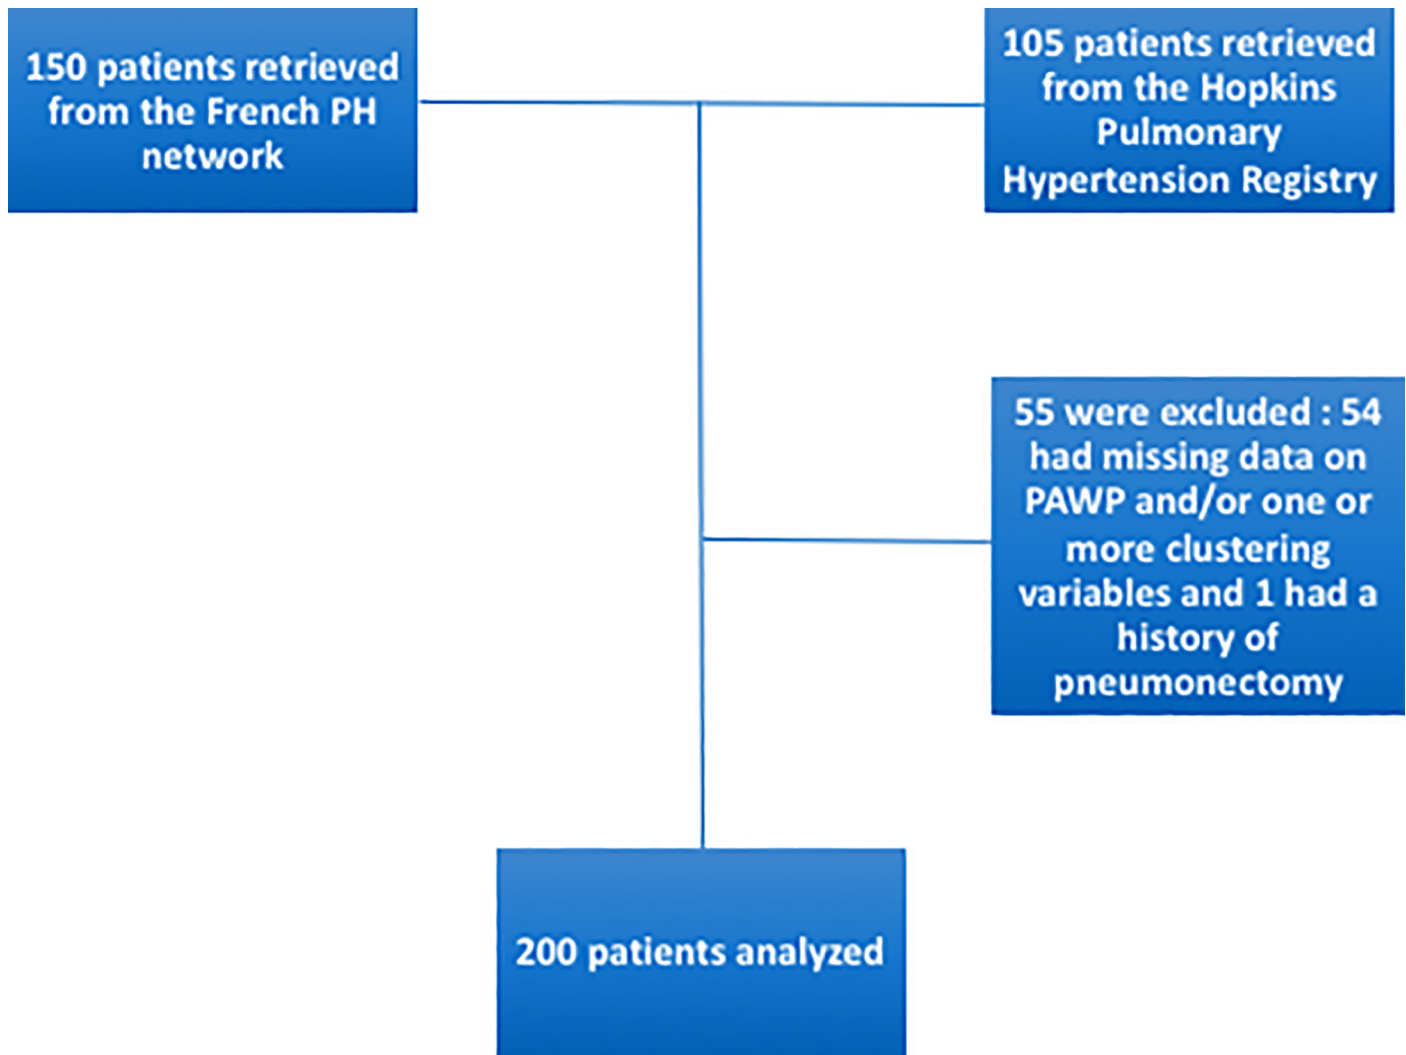 150 patients retrieved
from the French PH
network
105 patients retrieved
from the Hopkins
Pulmonary
Hypertension Registry
55 were excluded : 54
had missing data on
PAWP and/or one or
more clustering
variables and 1 had a
history of
pneumonectomy
200 patients analyzed